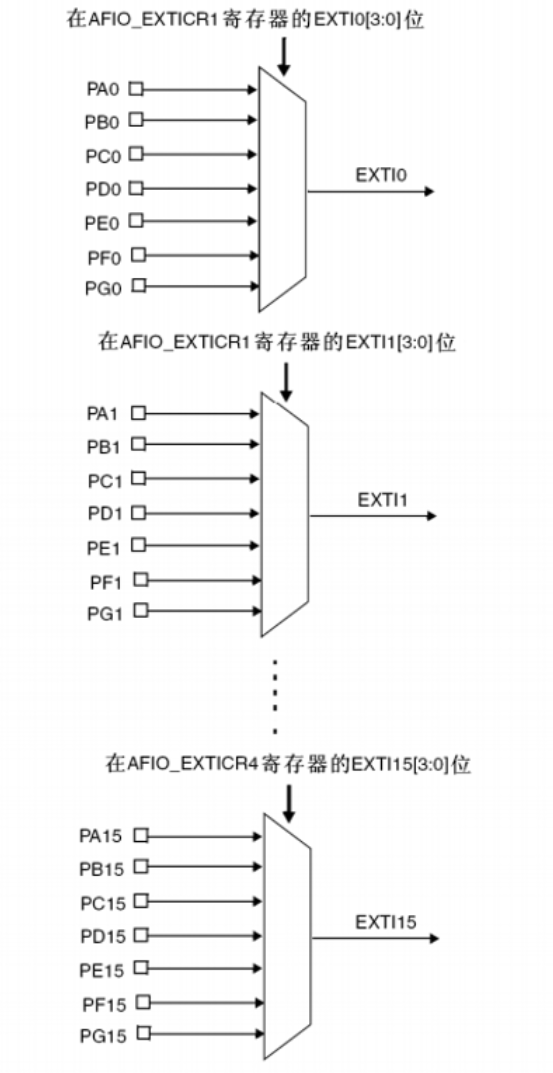 在AFIO_EXTICR1寄存器的EXTI0[3:0]位
PA0
PB0
PC0
PD0
PE0
PF0
PG0
EXTI0
在AFIO_EXTICR1寄存器的EXTI1[3:0]位
PA1
PB1
PC1
PD1
PE1
PF1
PG1
EXTI1
在AFIO_EXTICR4寄存器的EXTI15[3:0]位
PA15
PB15
PC15
PD15
PE15
PF15
PG15
EXTI15